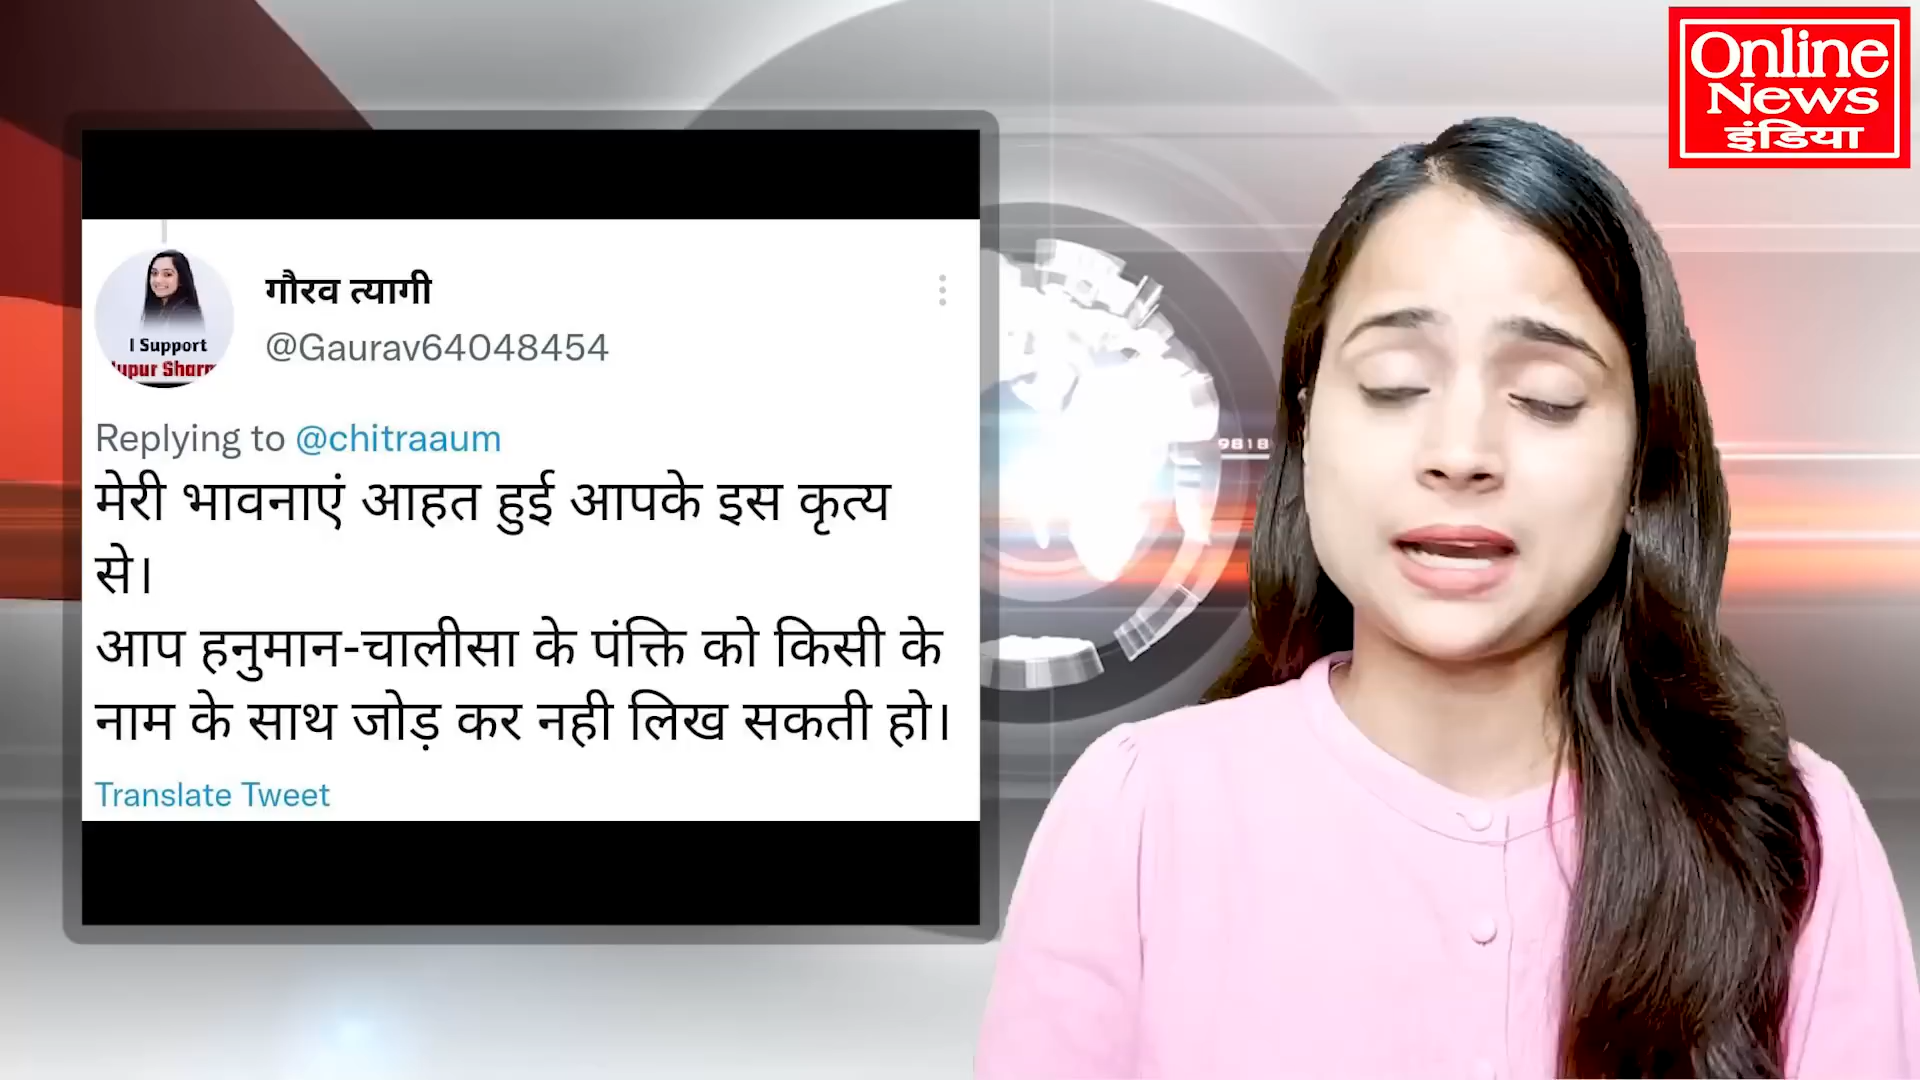 Online
News
इंडिया
गौरव त्यागी
@Gaurav64048454
I Support
Replying to @chitraaum
मेरी भावनाएं आहत हुई आपके इस कृत्य
से।
आप हनुमान-चालीसा के पंक्ति को किसी के
नाम के साथ जोड़ कर नही लिख सकती हो।
Translate Tweet
9818